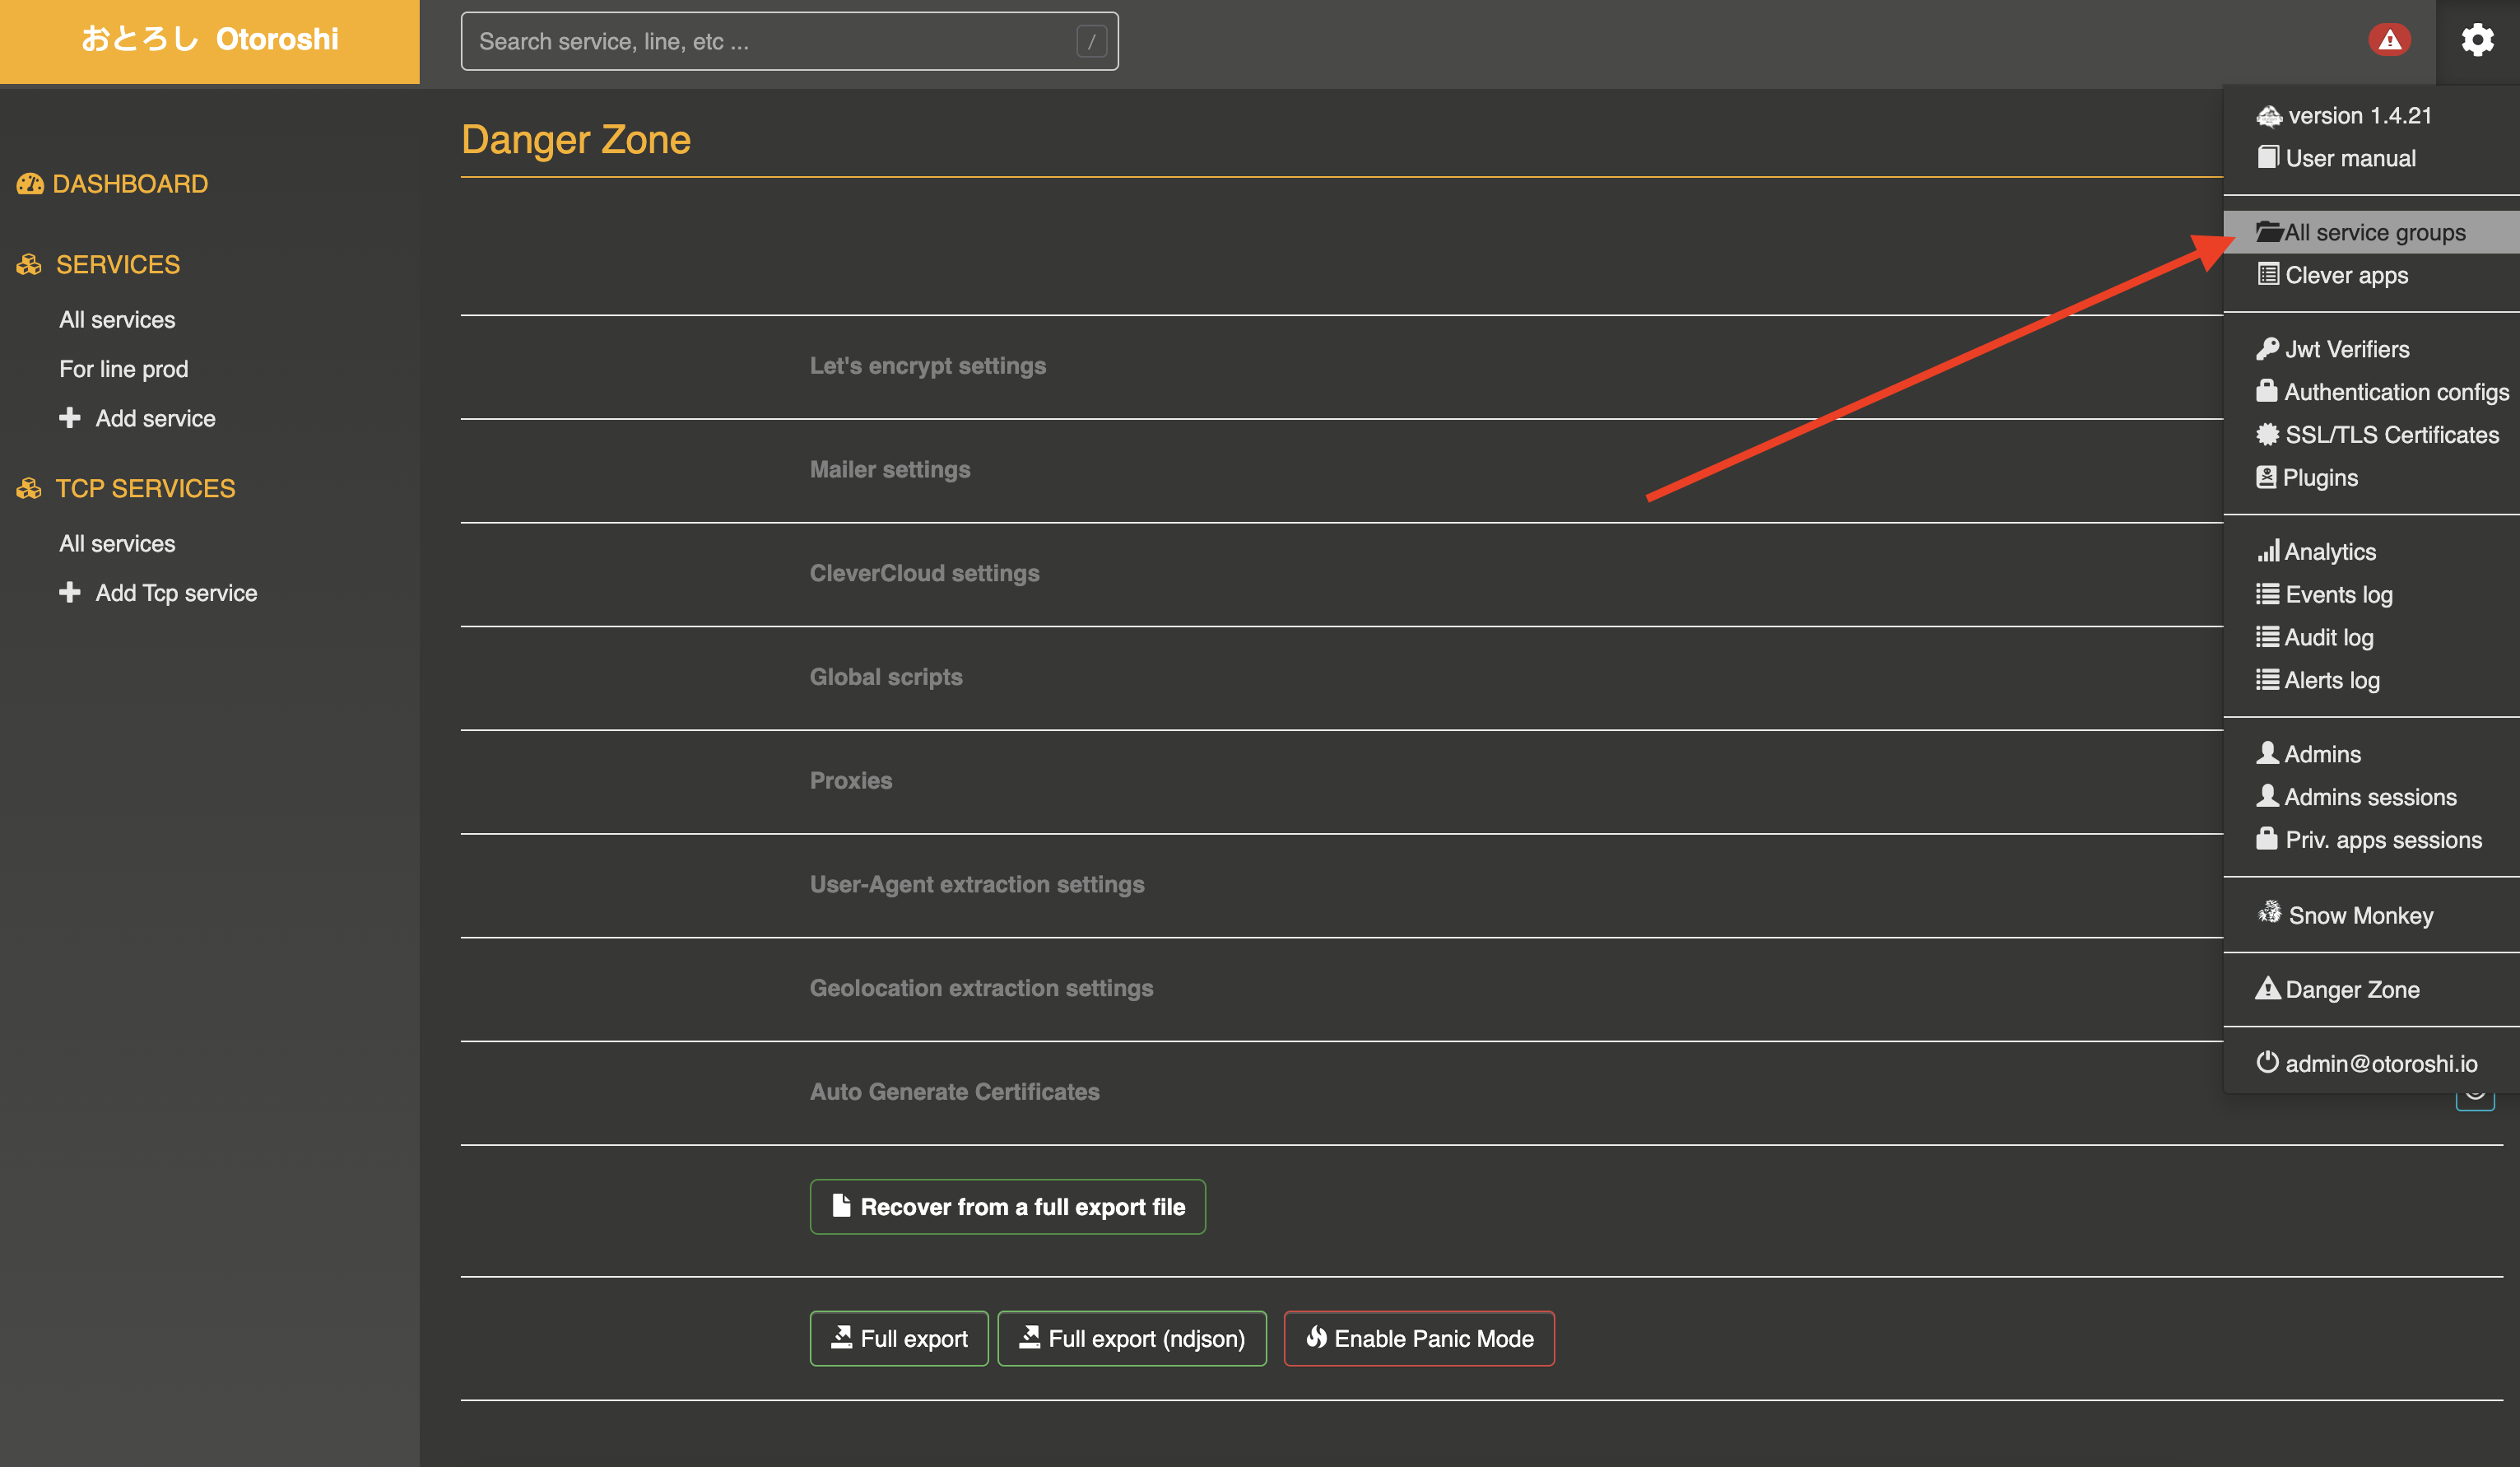 おとろし Otoroshi
Search service, line, etc ...
/
DASHBOARD
SERVICES
All services
For line prod
Add service
TCP SERVICES
All services
Add Tcp service
Danger Zone
Let's encrypt settings
Mailer settings
CleverCloud settings
Global scripts
Proxies
User-Agent extraction settings
Geolocation extraction settings
Auto Generate Certificates
Recover from a full export file
Full export
Full export (ndjson)
Enable Panic Mode
version 1.4.21
User manual
All service groups
Clever apps
Jwt Verifiers
Authentication configs
SSL/TLS Certificates
Plugins
Analytics
Events log
Audit log
Alerts log
Admins
Admins sessions
Priv. apps sessions
Snow Monkey
Danger Zone
admin@otoroshi.io